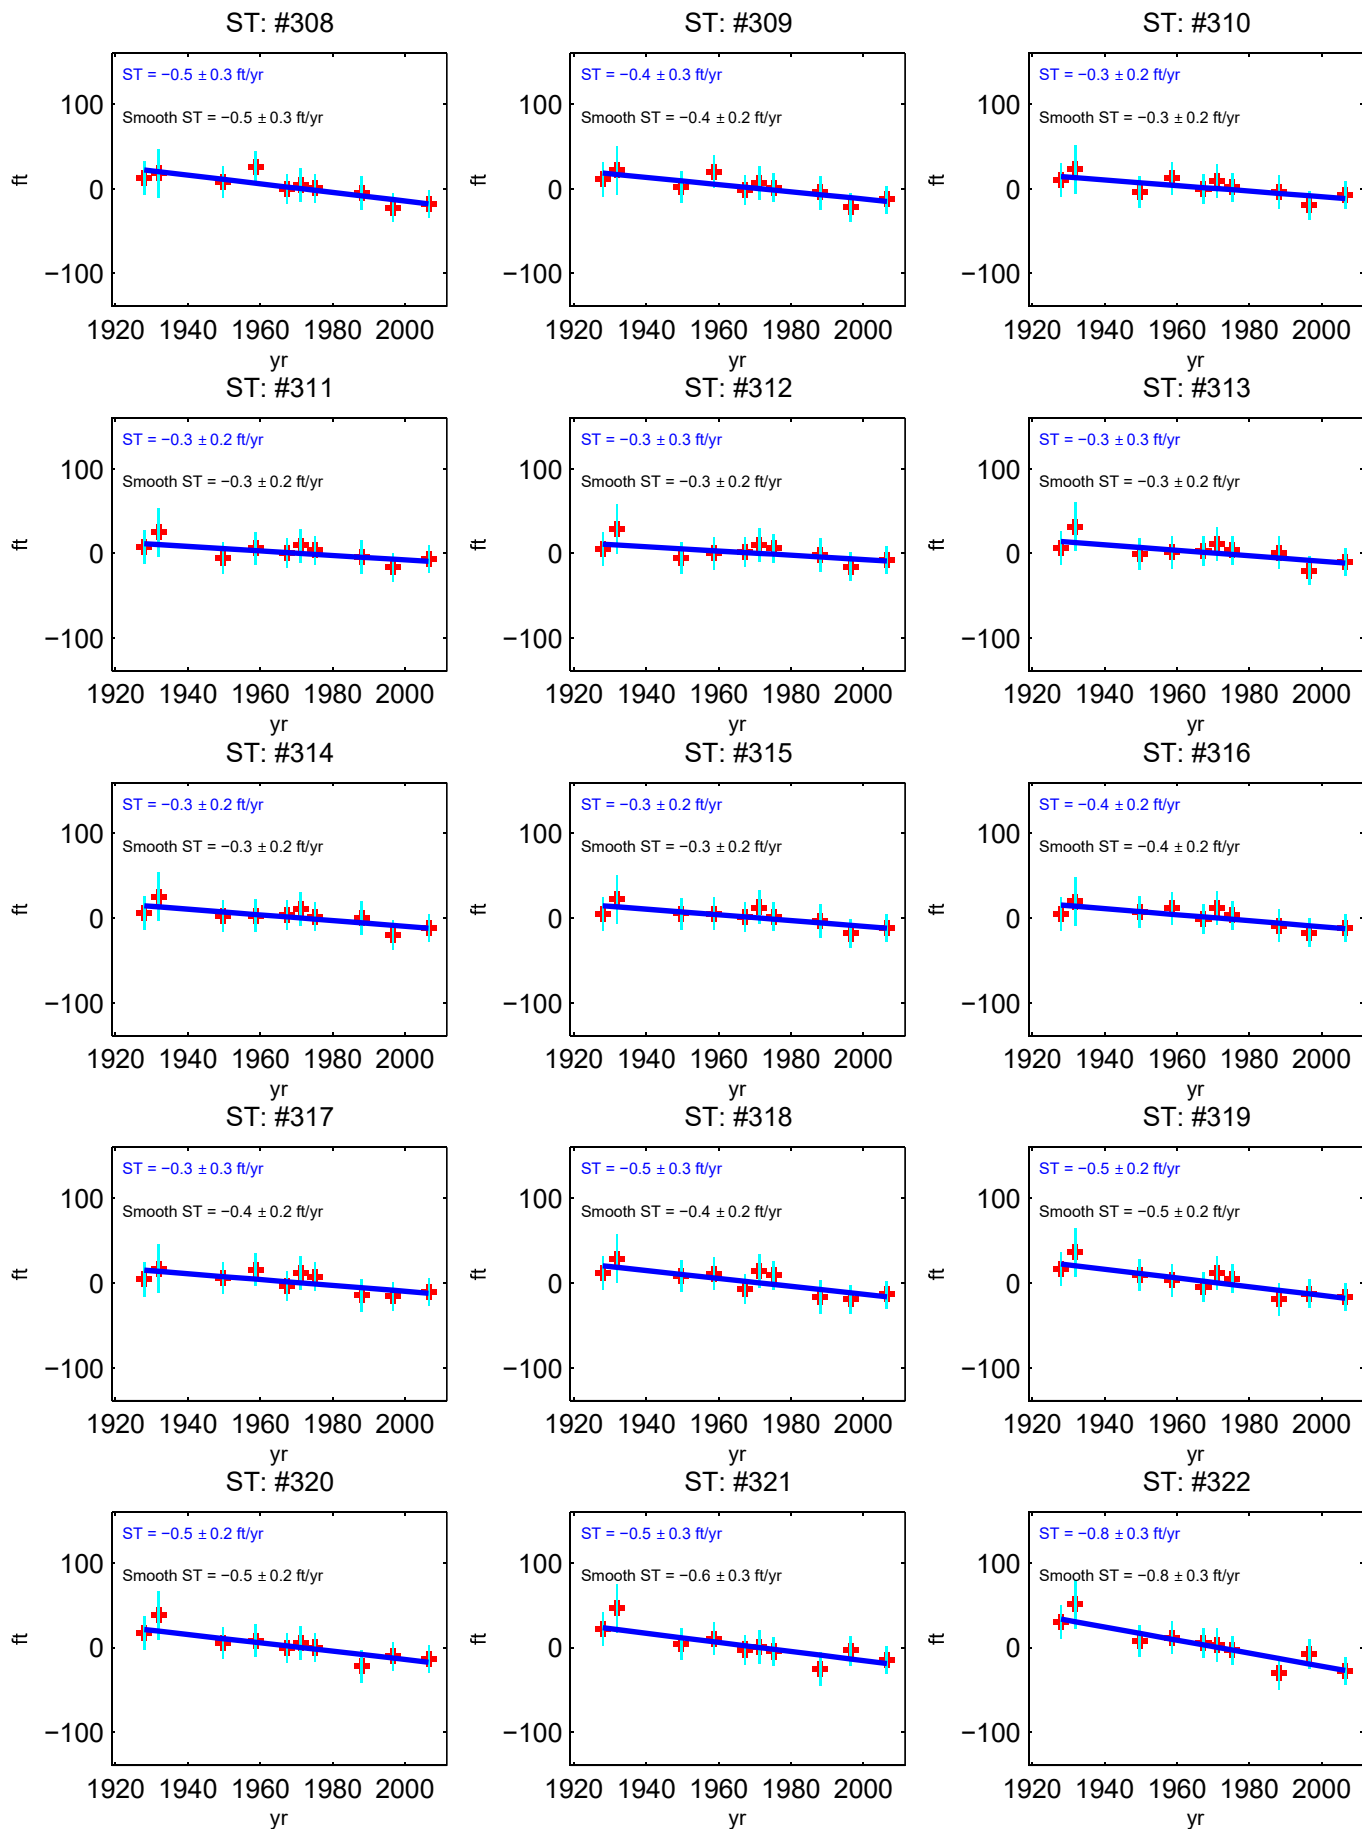 ST: #308
ST: #309
ST: #310
ST = −0.5 ± 0.3 ft/yr
Smooth ST = −0.5 ± 0.3 ft/yr
100
0
−100
ft
1920 1940 1960 1980 2000
yr
ST = −0.4 ± 0.3 ft/yr
Smooth ST = −0.4 ± 0.2 ft/yr
100
0
−100
ft
1920 1940 1960 1980 2000
yr
ST = −0.3 ± 0.2 ft/yr
Smooth ST = −0.3 ± 0.2 ft/yr
100
0
−100
ft
1920 1940 1960 1980 2000
yr
ST: #311
ST: #312
ST: #313
ST = −0.3 ± 0.2 ft/yr
Smooth ST = −0.3 ± 0.2 ft/yr
100
0
−100
ft
1920 1940 1960 1980 2000
yr
ST = −0.3 ± 0.3 ft/yr
Smooth ST = −0.3 ± 0.2 ft/yr
100
0
−100
ft
1920 1940 1960 1980 2000
yr
ST = −0.3 ± 0.3 ft/yr
Smooth ST = −0.3 ± 0.2 ft/yr
100
0
−100
ft
1920 1940 1960 1980 2000
yr
ST: #314
ST: #315
ST: #316
ST = −0.3 ± 0.2 ft/yr
Smooth ST = −0.3 ± 0.2 ft/yr
100
0
−100
ft
1920 1940 1960 1980 2000
yr
ST = −0.3 ± 0.2 ft/yr
Smooth ST = −0.3 ± 0.2 ft/yr
100
0
−100
ft
1920 1940 1960 1980 2000
yr
ST = −0.4 ± 0.2 ft/yr
Smooth ST = −0.4 ± 0.2 ft/yr
100
0
−100
ft
1920 1940 1960 1980 2000
yr
ST: #317
ST: #318
ST: #319
ST = −0.3 ± 0.3 ft/yr
Smooth ST = −0.4 ± 0.2 ft/yr
100
0
−100
ft
1920 1940 1960 1980 2000
yr
ST = −0.5 ± 0.3 ft/yr
Smooth ST = −0.4 ± 0.2 ft/yr
100
0
−100
ft
1920 1940 1960 1980 2000
yr
ST = −0.5 ± 0.2 ft/yr
Smooth ST = −0.5 ± 0.2 ft/yr
100
0
−100
ft
1920 1940 1960 1980 2000
yr
ST: #320
ST: #321
ST: #322
ST = −0.5 ± 0.2 ft/yr
Smooth ST = −0.5 ± 0.2 ft/yr
100
0
−100
ft
1920 1940 1960 1980 2000
yr
ST = −0.5 ± 0.3 ft/yr
Smooth ST = −0.6 ± 0.3 ft/yr
100
0
−100
ft
1920 1940 1960 1980 2000
yr
ST = −0.8 ± 0.3 ft/yr
Smooth ST = −0.8 ± 0.3 ft/yr
100
0
−100
ft
1920 1940 1960 1980 2000
yr